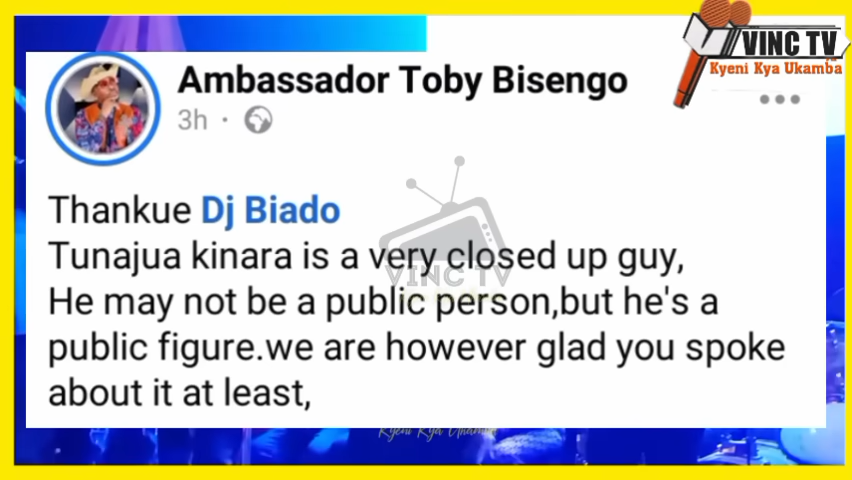 VINC TV
Kyeni Kya Ukamba
Ambassador Toby Bisengo
3h ·
Thankue Dj Biado
Tunajua kinara is a very closed up guy,
He may not be a public person,but he's a
public figure.we are however glad you spoke
about it at least,
VINC TV
Kyeni Kya Ukamba